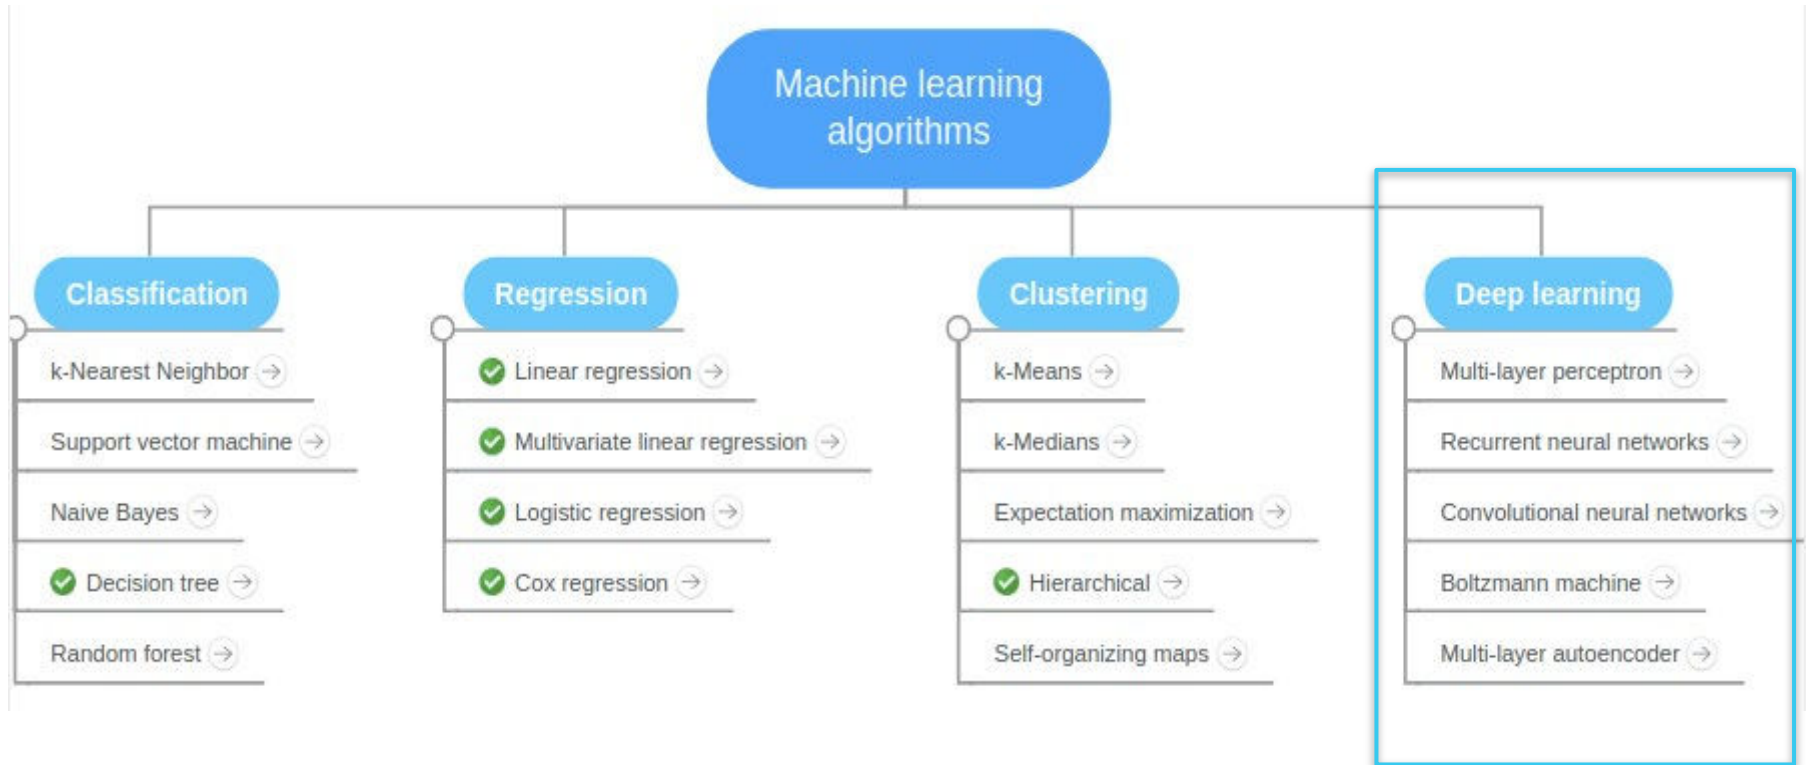 Machine learning
algorithms
Classification
k-Nearest Neighbor
Support vector machine
Naive Bayes
Decision tree
Random forest
Regression
Linear regression
Multivariate linear regression
Logistic regression
Cox regression
Clustering
k-Means
k-Medians
Expectation maximization
Hierarchical
Self-organizing maps
Deep learning
Multi-layer perceptron
Recurrent neural networks
Convolutional neural networks
Boltzmann machine
Multi-layer autoencoder